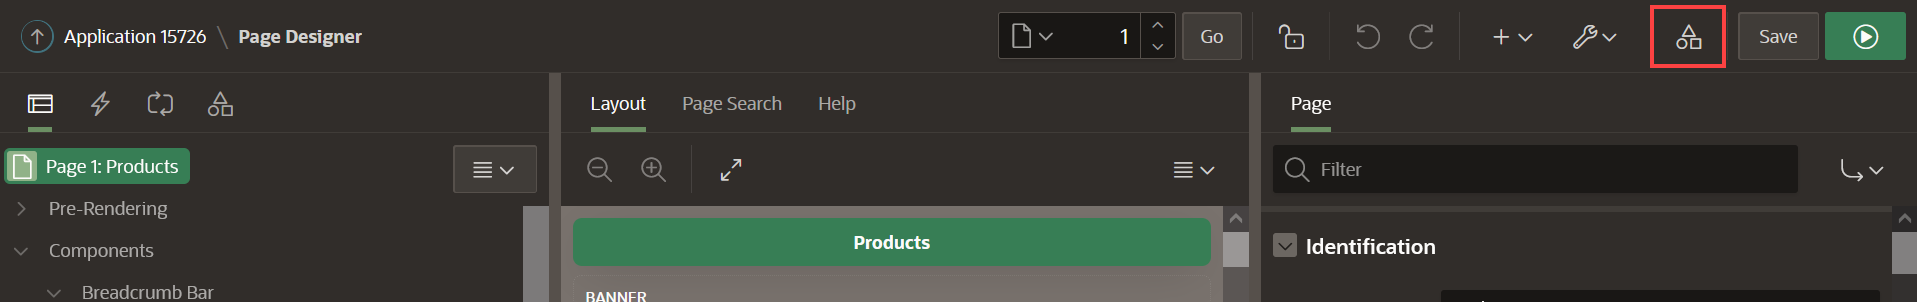 Application 15726 \ Page Designer
1
Go
Save
Layout
Page Search
Help
Page
Page 1: Products
Filter
Pre-Rendering
Components
Breadcrumb Bar
Products
BANNER
Identification